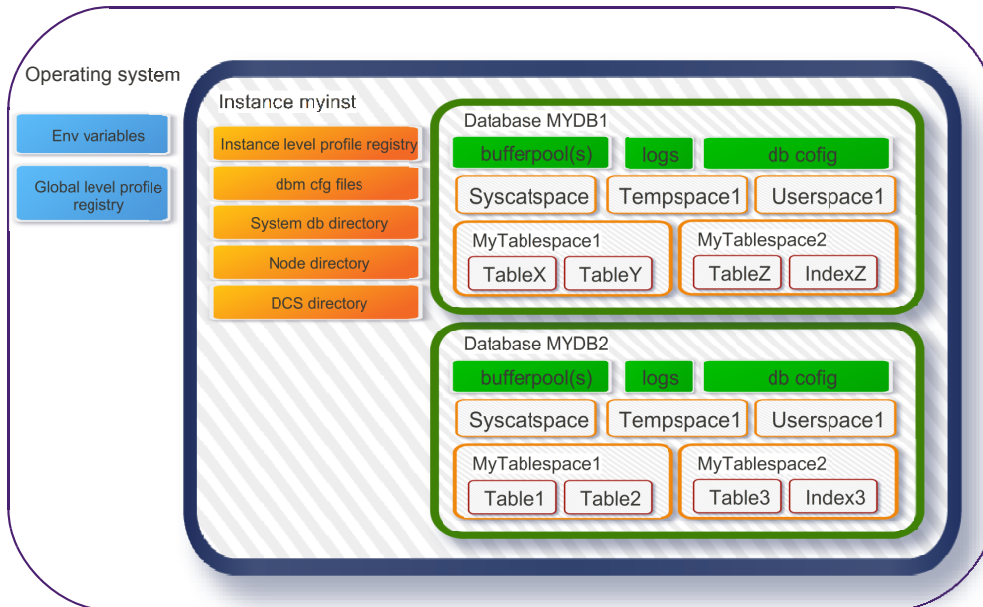 Operating system
Env variables
Global level profile
registry
Instance myinst
Instance level profile registry
dbm cfg files
System db directory
Node directory
DCS directory
Database MYDB1
bufferpool(s)
logs
db cofig
Syscatspace
Tempspace1
Userspace1
MyTablespace1
TableX
TableY
MyTablespace2
TableZ
IndexZ
Database MYDB2
bufferpool(s)
logs
db cofig
Syscatspace
Tempspace1
Userspace1
MyTablespace1
Table1
Table2
MyTablespace2
Table3
Index3